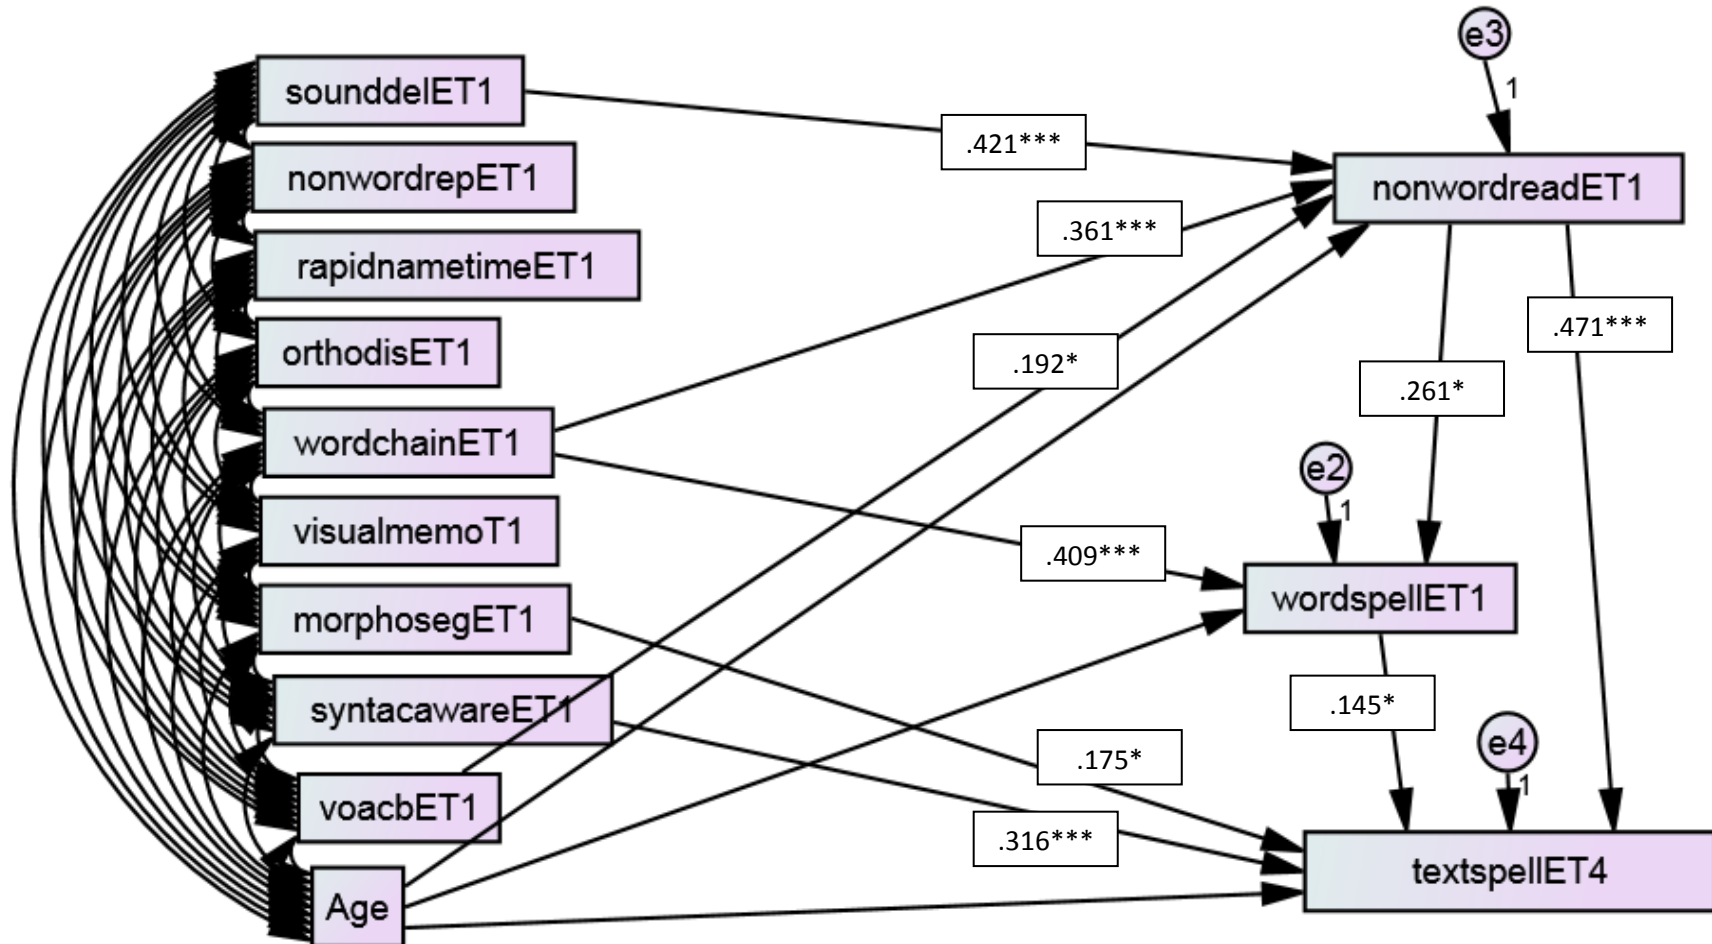 e3
1
sounddelET1
.421***
nonwordrepET1
nonwordreadET1
.361***
rapidnametimeET1
.471***
orthodisET1
.192*
.261*
wordchainET1
e2
1
visualmemoT1
.409***
wordspellET1
morphosegET1
syntacawareET1
.145*
e4
1
.175*
voacbET1
.316***
textspellET4
Age